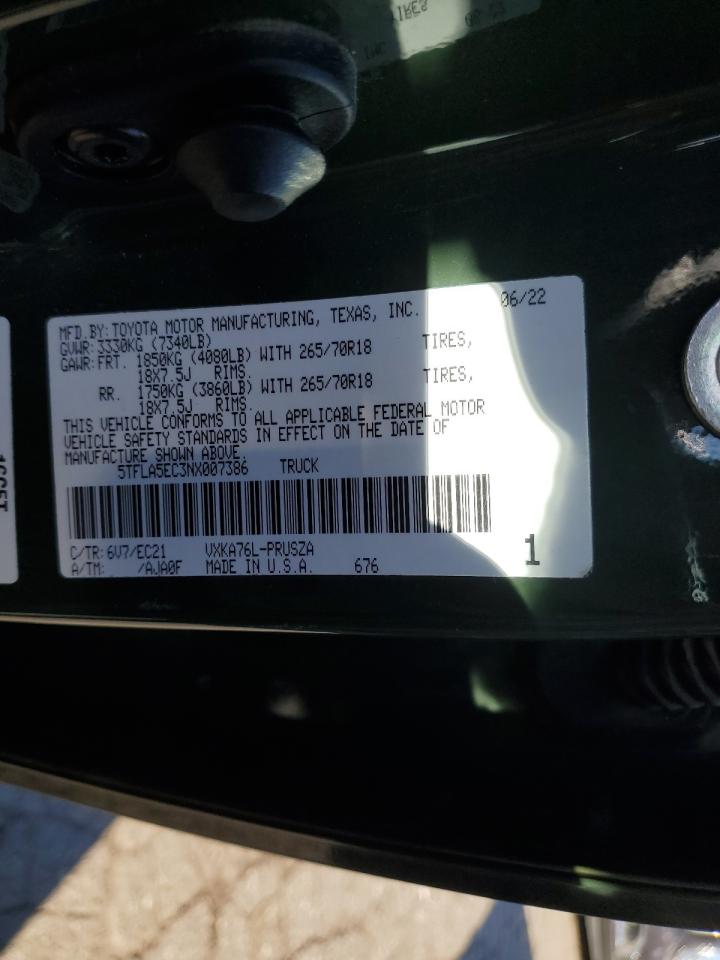 MFD.BY:TOYOTA MOTOR MANUFACTURING, TEXAS, INC. 06/22
GVWR:3330KG (7340LB)
GAWR:FRT. 1850KG (4080LB) WITH 265/70R18 TIRES,
18X7.5J RIMS.
RR. 1750KG (3860LB) WITH 265/70R18 TIRES,
18X7.5J RIMS.
THIS VEHICLE CONFORMS TO ALL APPLICABLE FEDERAL MOTOR
VEHICLE SAFETY STANDARDS IN EFFECT ON THE DATE OF
MANUFACTURE SHOWN ABOVE.
5TFLA5EC3NX007386 TRUCK
C/TR:6V7/EC21 VXKA76L-PRUSZA
A/TM: /AJA0F MADE IN U.S.A. 676 1